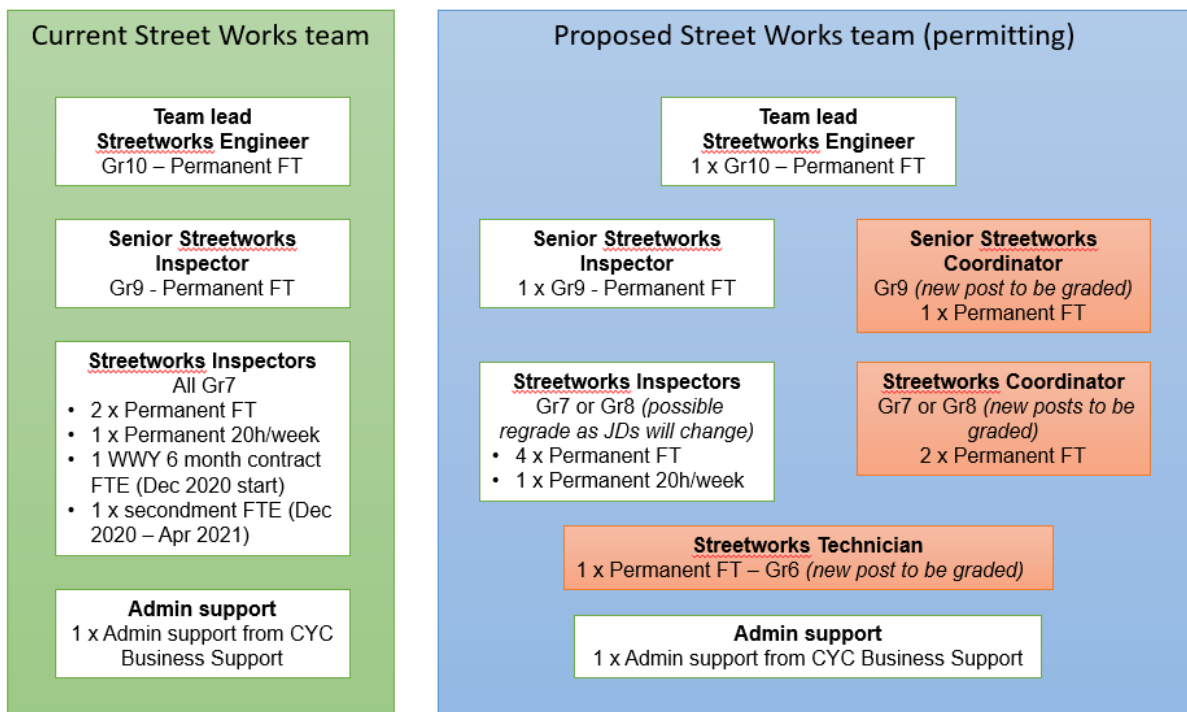 Current Street Works team
Team lead
Streetworks Engineer
Gr10 – Permanent FT
Senior Streetworks
Inspector
Gr9 - Permanent FT
Streetworks Inspectors
All Gr7
• 2 x Permanent FT
• 1 x Permanent 20h/week
• 1 WWY 6 month contract
FTE (Dec 2020 start)
• 1 x secondment FTE (Dec
2020 – Apr 2021)
Admin support
1 x Admin support from CYC
Business Support
Proposed Street Works team (permitting)
Team lead
Streetworks Engineer
1 x Gr10 – Permanent FT
Senior Streetworks
Inspector
1 x Gr9 - Permanent FT
Senior Streetworks
Coordinator
Gr9 (new post to be graded)
1 x Permanent FT
Streetworks Inspectors
Gr7 or Gr8 (possible
regrade as JDs will change)
• 4 x Permanent FT
• 1 x Permanent 20h/week
Streetworks Coordinator
Gr7 or Gr8 (new posts to be
graded)
2 x Permanent FT
Streetworks Technician
1 x Permanent FT – Gr6 (new post to be graded)
Admin support
1 x Admin support from CYC Business Support